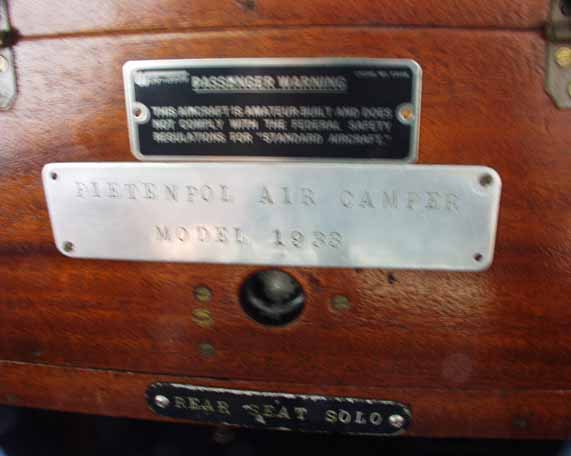 PASSENGER WARNING
THIS AIRCRAFT IS AMATEUR-BUILT AND DOES
NOT COMPLY WITH THE FEDERAL SAFETY
REGULATIONS FOR "STANDARD AIRCRAFT."
PIETENPOL AIR CAMPER
MODEL 1933
REAR SEAT SOLO